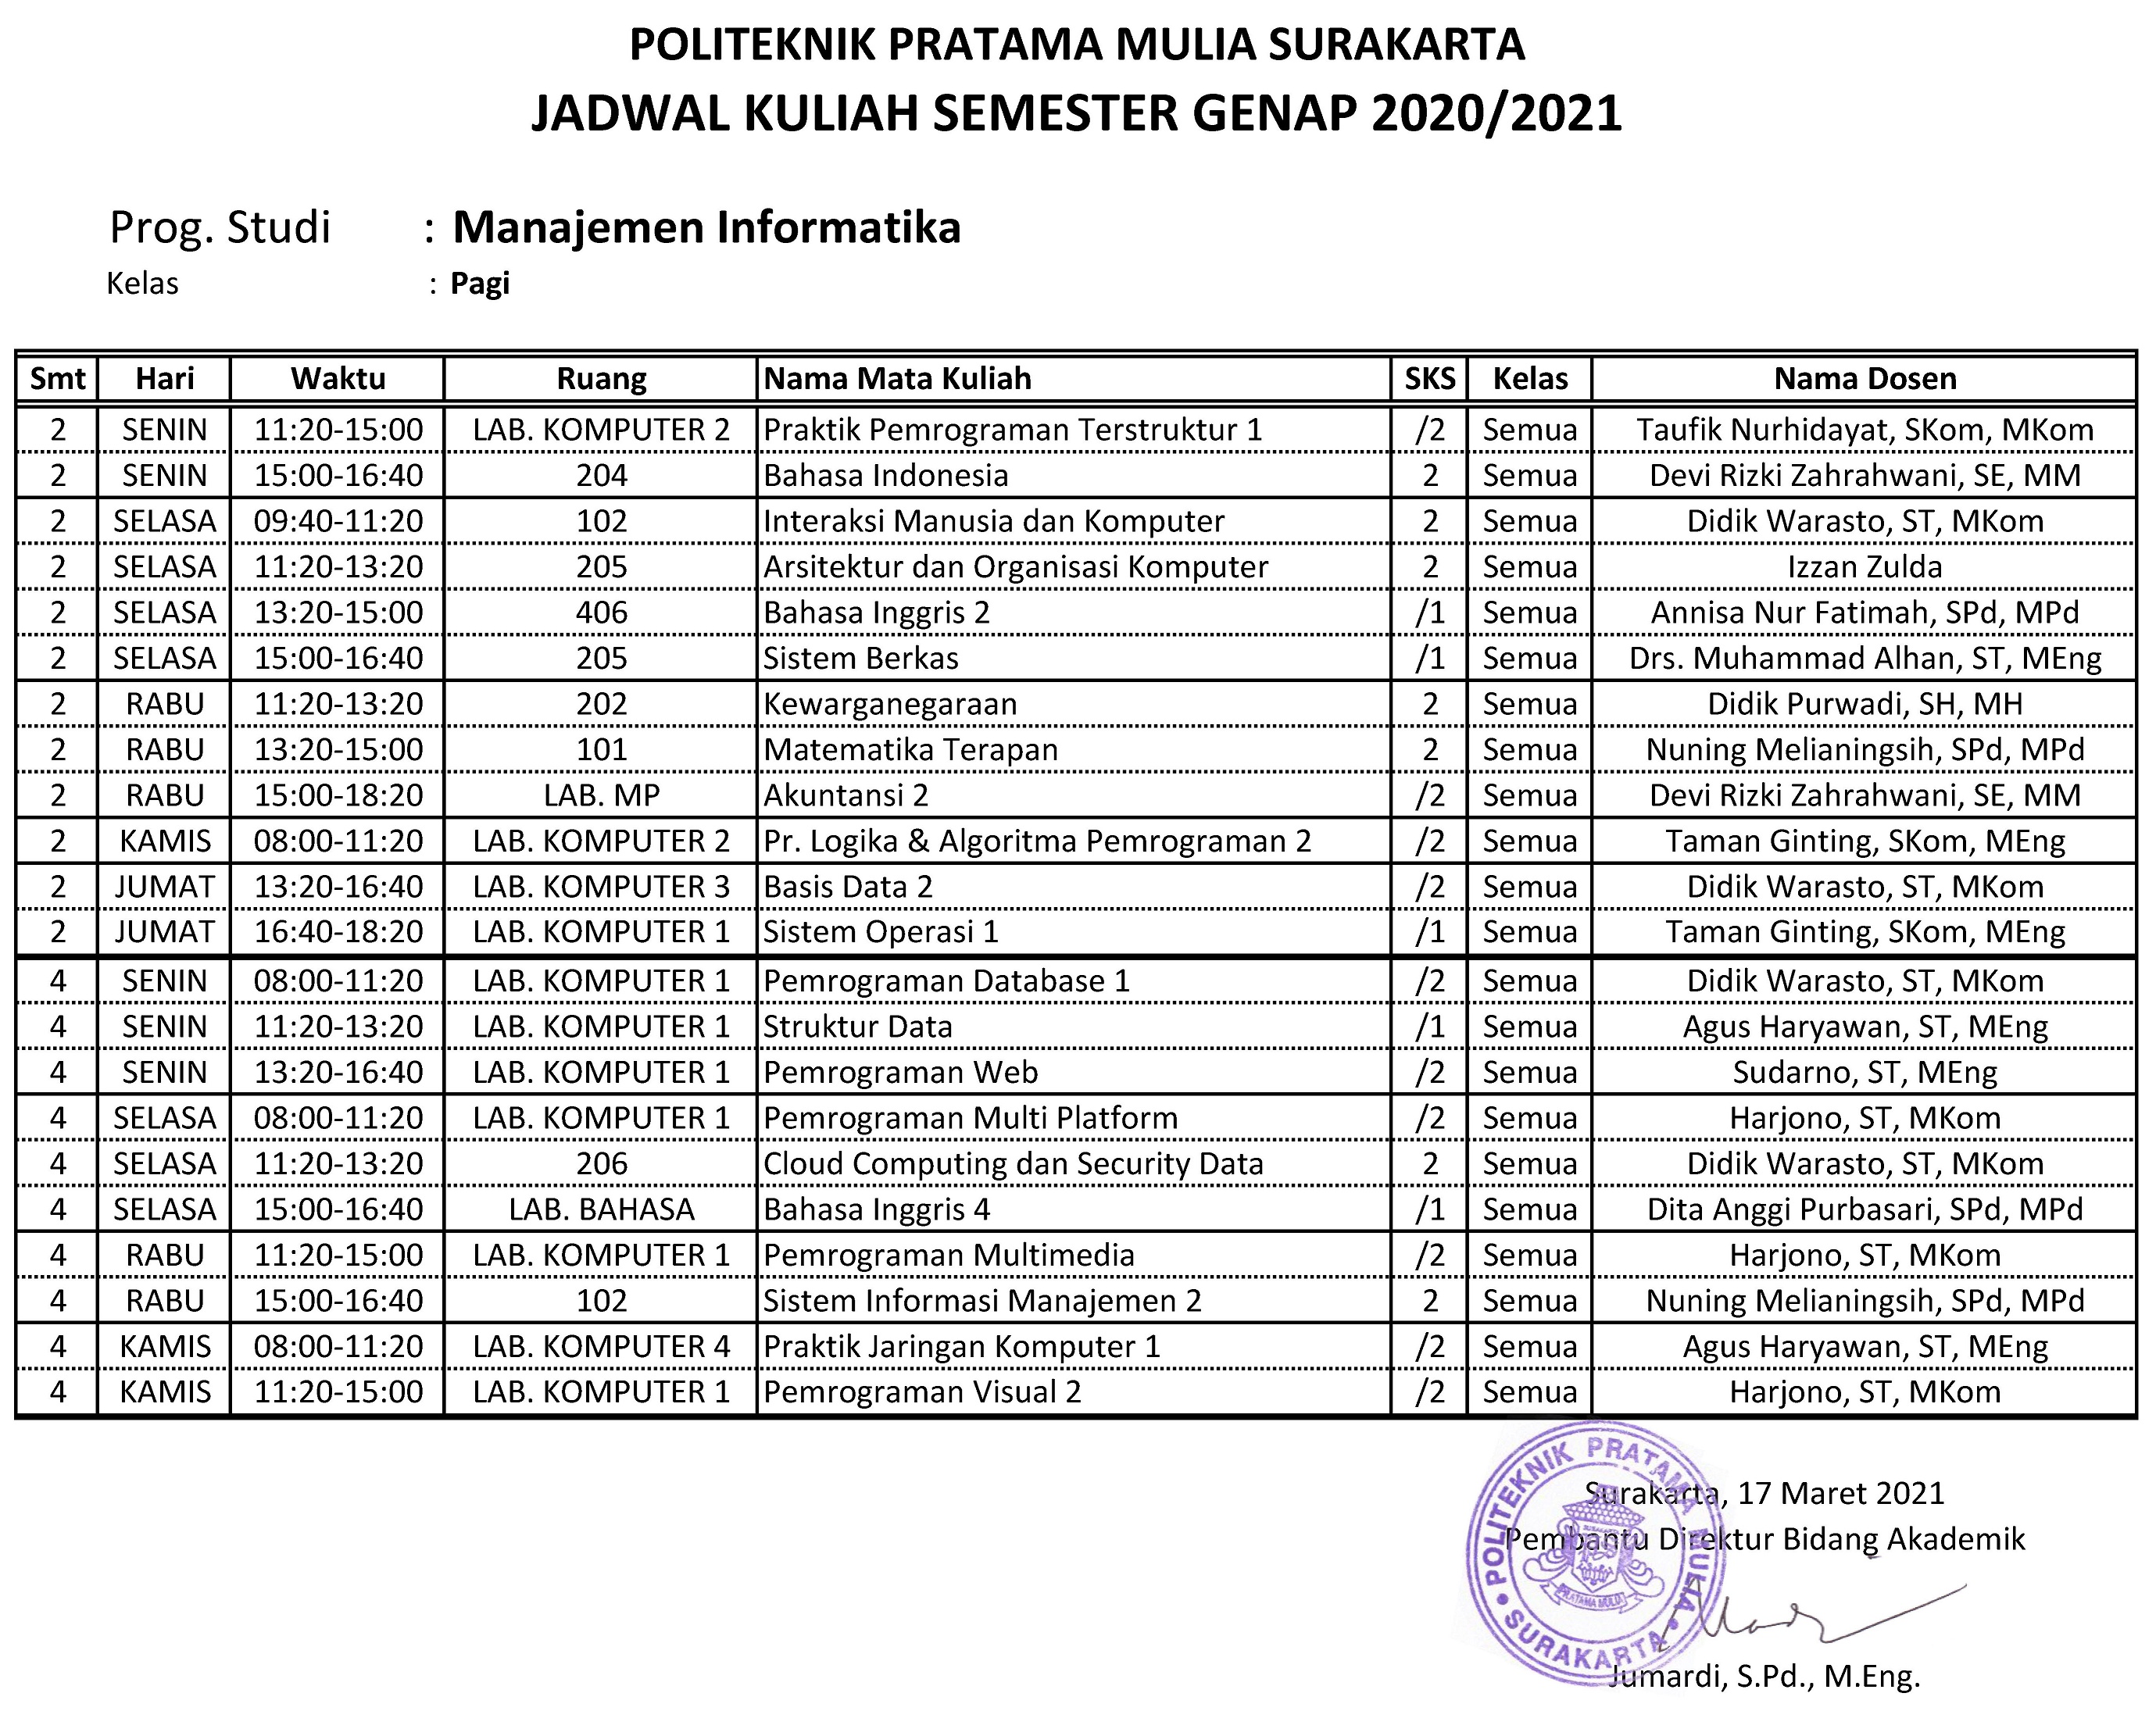 POLITEKNIK PRATAMA MULIA SURAKARTA
JADWAL KULIAH SEMESTER GENAP 2020/2021
Prog. Studi : Manajemen Informatika
Kelas : Pagi
Smt Hari Waktu Ruang Nama Mata Kuliah SKS Kelas Nama Dosen
2 SENIN 11:20-15:00 LAB. KOMPUTER 2 Praktik Pemrograman Terstruktur 1 /2 Semua Taufik Nurhidayat, SKom, MKom
2 SENIN 15:00-16:40 204 Bahasa Indonesia 2 Semua Devi Rizki Zahrahwani, SE, MM
2 SELASA 09:40-11:20 102 Interaksi Manusia dan Komputer 2 Semua Didik Warasto, ST, MKom
2 SELASA 11:20-13:20 205 Arsitektur dan Organisasi Komputer 2 Semua Izzan Zulda
2 SELASA 13:20-15:00 406 Bahasa Inggris 2 /1 Semua Annisa Nur Fatimah, SPd, MPd
2 SELASA 15:00-16:40 205 Sistem Berkas /1 Semua Drs. Muhammad Alhan, ST, MEng
2 RABU 11:20-13:20 202 Kewarganegaraan 2 Semua Didik Purwadi, SH, MH
2 RABU 13:20-15:00 101 Matematika Terapan 2 Semua Nuning Melianingsih, SPd, MPd
2 RABU 15:00-18:20 LAB. MP Akuntansi 2 /2 Semua Devi Rizki Zahrahwani, SE, MM
2 KAMIS 08:00-11:20 LAB. KOMPUTER 2 Pr. Logika & Algoritma Pemrograman 2 /2 Semua Taman Ginting, SKom, MEng
2 JUMAT 13:20-16:40 LAB. KOMPUTER 3 Basis Data 2 /2 Semua Didik Warasto, ST, MKom
2 JUMAT 16:40-18:20 LAB. KOMPUTER 1 Sistem Operasi 1 /1 Semua Taman Ginting, SKom, MEng
4 SENIN 08:00-11:20 LAB. KOMPUTER 1 Pemrograman Database 1 /2 Semua Didik Warasto, ST, MKom
4 SENIN 11:20-13:20 LAB. KOMPUTER 1 Struktur Data /1 Semua Agus Haryawan, ST, MEng
4 SENIN 13:20-16:40 LAB. KOMPUTER 1 Pemrograman Web /2 Semua Sudarno, ST, MEng
4 SELASA 08:00-11:20 LAB. KOMPUTER 1 Pemrograman Multi Platform /2 Semua Harjono, ST, MKom
4 SELASA 11:20-13:20 206 Cloud Computing dan Security Data 2 Semua Didik Warasto, ST, MKom
4 SELASA 15:00-16:40 LAB. BAHASA Bahasa Inggris 4 /1 Semua Dita Anggi Purbasari, SPd, MPd
4 RABU 11:20-15:00 LAB. KOMPUTER 1 Pemrograman Multimedia /2 Semua Harjono, ST, MKom
4 RABU 15:00-16:40 102 Sistem Informasi Manajemen 2 2 Semua Nuning Melianingsih, SPd, MPd
4 KAMIS 08:00-11:20 LAB. KOMPUTER 4 Praktik Jaringan Komputer 1 /2 Semua Agus Haryawan, ST, MEng
4 KAMIS 11:20-15:00 LAB. KOMPUTER 1 Pemrograman Visual 2 /2 Semua Harjono, ST, MKom
Surakarta, 17 Maret 2021
Pembantu Direktur Bidang Akademik
POLITEKNIK PRATAMA MULIA
SURAKARTA
PRATAMA MULIA
Jumardi, S.Pd., M.Eng.